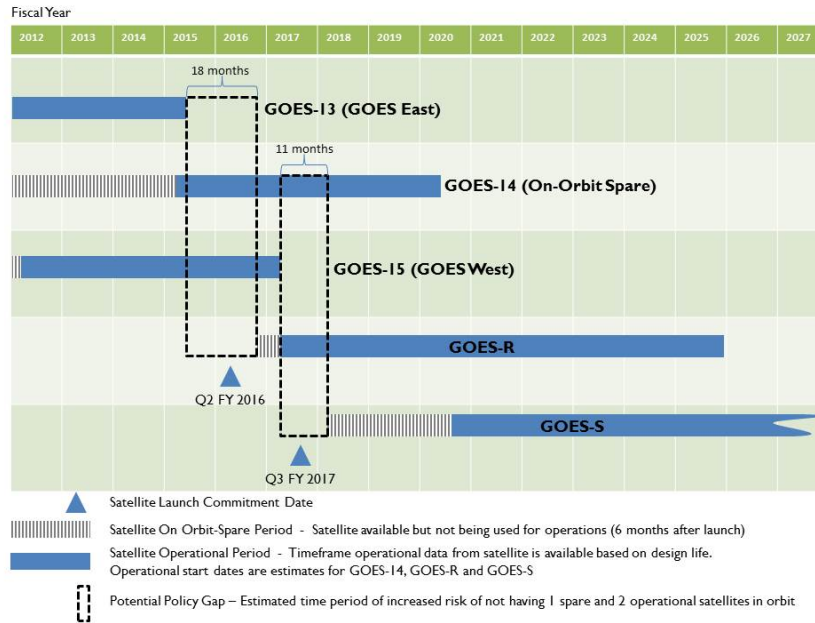 Fiscal Year
2012 2013 2014 2015 2016 2017 2018 2019 2020 2021 2022 2023 2024 2025 2026 2027
18 months
GOES-13 (GOES East)
11 months
GOES-14 (On-Orbit Spare)
GOES-15 (GOES West)
GOES-R
Q2 FY 2016
GOES-S
Q3 FY 2017
Satellite Launch Commitment Date
Satellite On Orbit-Spare Period - Satellite available but not being used for operations (6 months after launch)
Satellite Operational Period - Timeframe operational data from satellite is available based on design life.
Operational start dates are estimates for GOES-14, GOES-R and GOES-S
Potential Policy Gap – Estimated time period of increased risk of not having 1 spare and 2 operational satellites in orbit